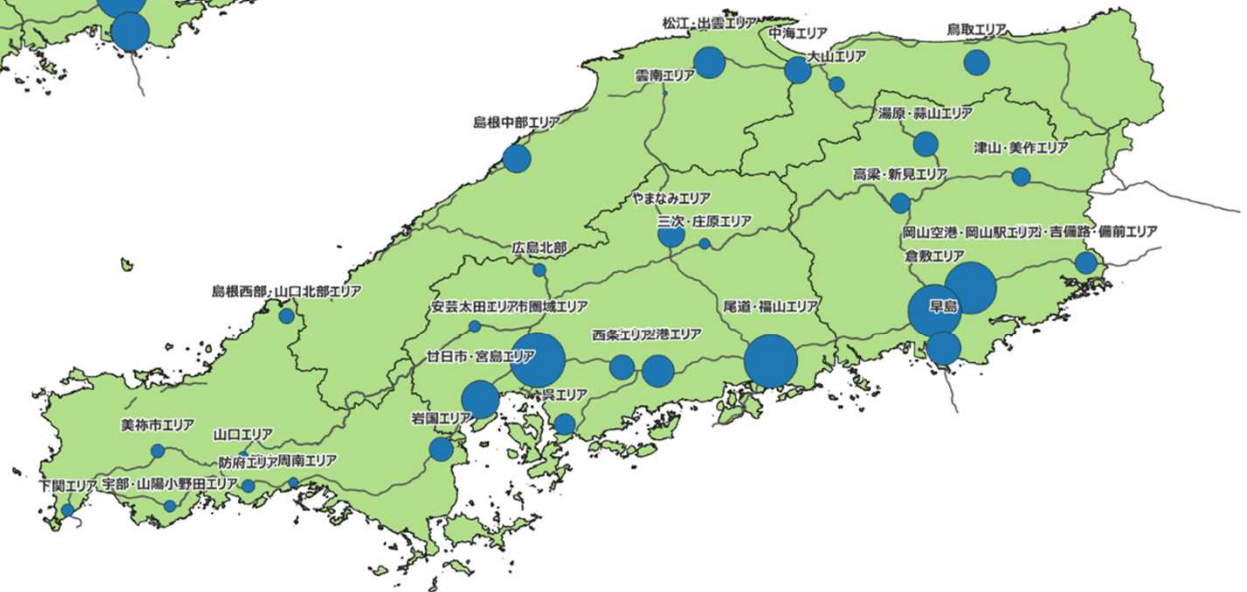 松江・出雲エリア
中海エリア
鳥取エリア
大山エリア
雲南エリア
湯原・蒜山エリア
島根中部エリア
津山・美作エリア
高梁・新見エリア
やまなみエリア
三次・庄原エリア
岡山空港・岡山駅エリア
吉備路・備前エリア
広島北部
倉敷エリア
島根西部・山口北部エリア
安芸太田エリア
市圏域エリア
尾道・福山エリア
早島
西条エリア
港エリア
廿日市・宮島エリア
呉エリア
岩国エリア
美祢市エリア
山口エリア
防府エリア
周南エリア
下関エリア
宇部・山陽小野田エリア